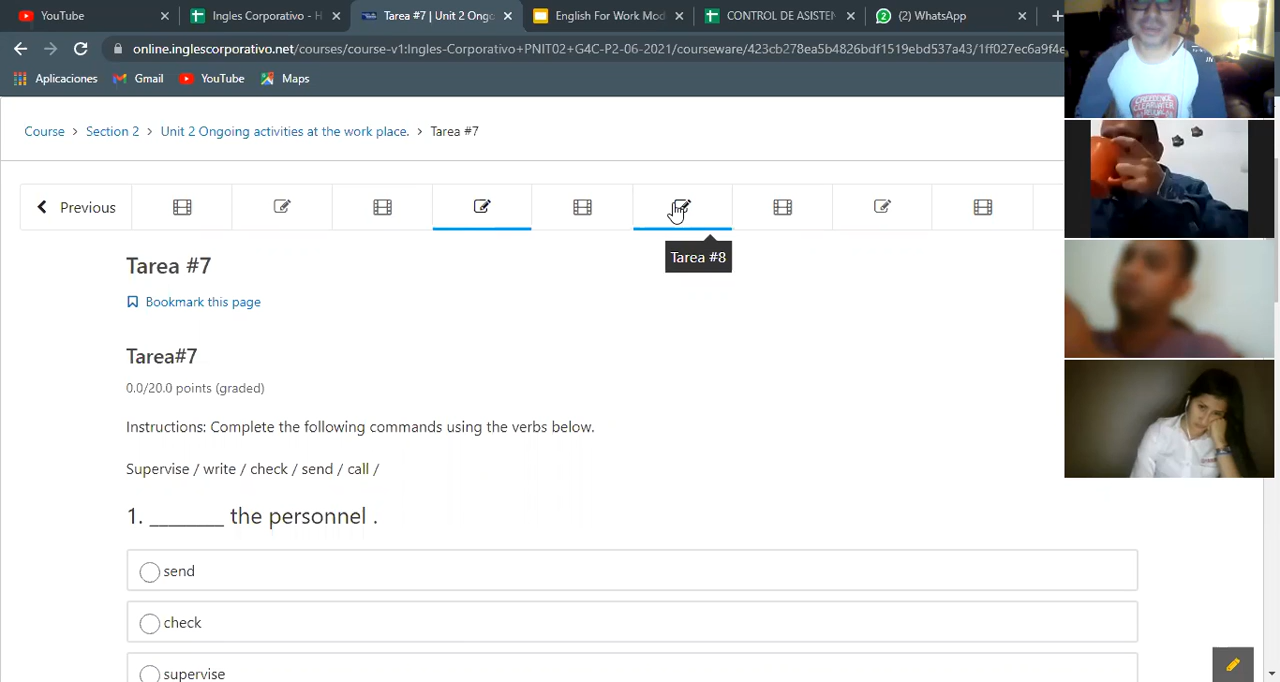 YouTube
Ingles Corporativo - H
Tarea #7 | Unit 2 Ongo
English For Work Mod
CONTROL DE ASISTEN
(2) WhatsApp
online.inglescorporativo.net/courses/course-v1:Ingles-Corporativo+PNIT02+G4C-P2-06-2021/courseware/423cb278ea5b4826bdf1519ebd537a43/1ff027ec6a9f4e
Aplicaciones
Gmail
YouTube
Maps
Course > Section 2 > Unit 2 Ongoing activities at the work place. > Tarea #7
Previous
Tarea #8
Tarea #7
Bookmark this page
Tarea#7
0.0/20.0 points (graded)
Instructions: Complete the following commands using the verbs below.
Supervise / write / check / send / call /
1. _______ the personnel .
send
check
supervise